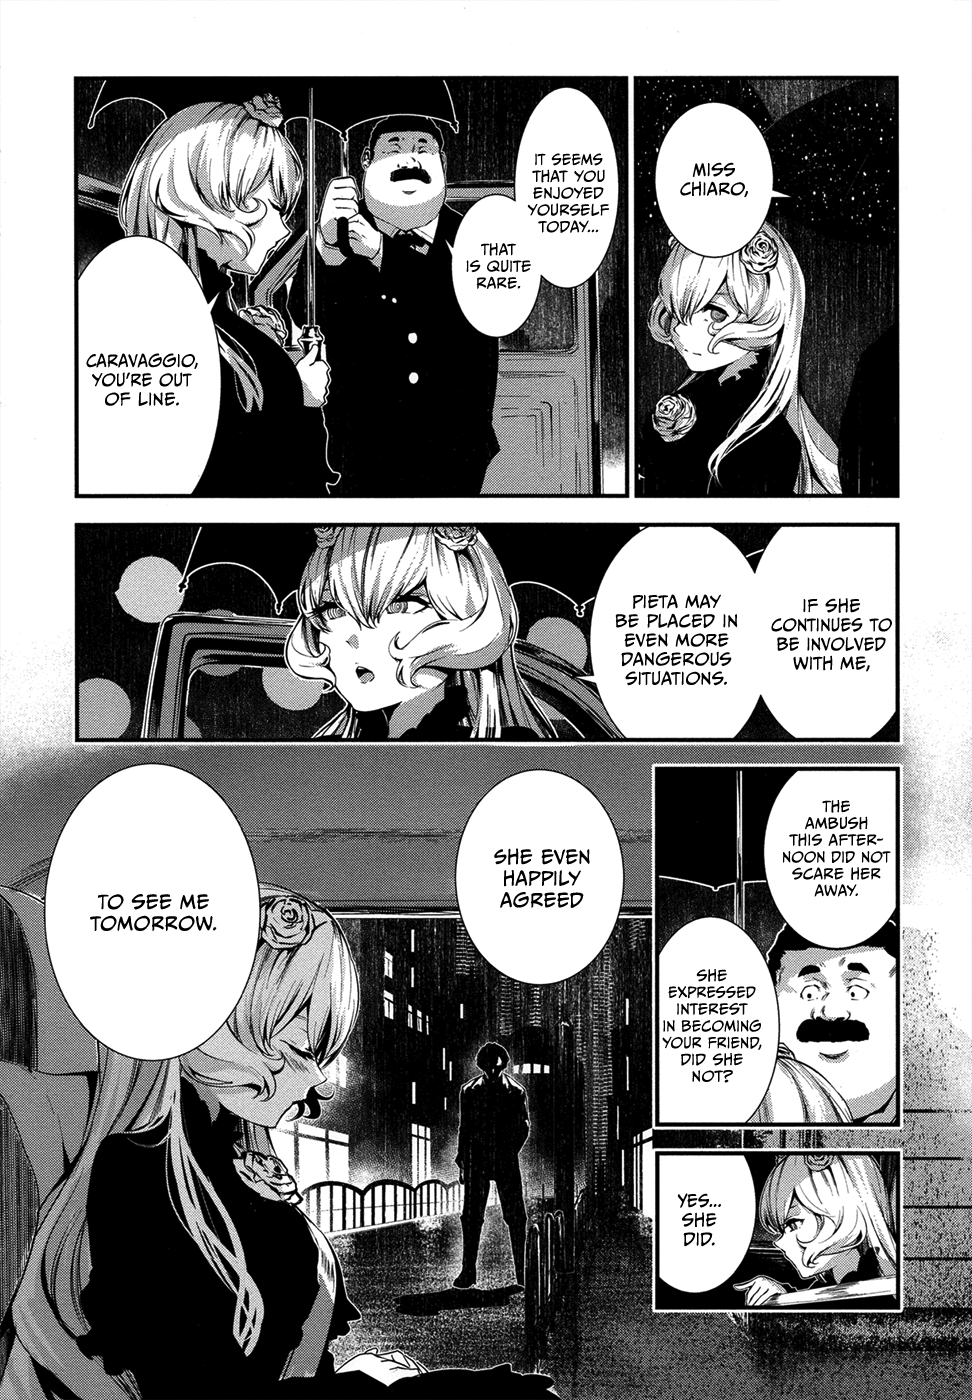 MISS
CHIARO,
IT SEEMS
THAT YOU
ENJOYED
YOURSELF
TODAY...
THAT
IS QUITE
RARE.
CARAVAGGIO,
YOU'RE OUT
OF LINE.
IF SHE
CONTINUES TO
BE INVOLVED
WITH ME,
PIETA MAY
BE PLACED IN
EVEN MORE
DANGEROUS
SITUATIONS.
THE
AMBUSH
THIS AFTER-
NOON DID NOT
SCARE HER
AWAY.
SHE
EXPRESSED
INTEREST
IN BECOMING
YOUR FRIEND,
DID SHE
NOT?
YES...
SHE
DID.
SHE EVEN
HAPPILY
AGREED
TO SEE ME
TOMORROW.